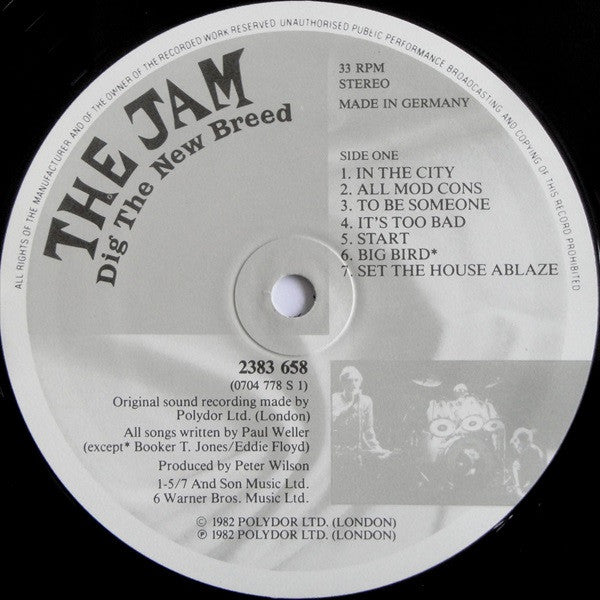 ALL RIGHTS OF THE MANUFACTURER AND OF THE OWNER OF THE RECORDED WORK RESERVED·UNAUTHORISED PUBLIC PERFORMANCE BROADCASTING AND COPYING OF THIS RECORD PROHIBITED
THE JAM
Dig The New Breed
33 RPM
STEREO
MADE IN GERMANY
SIDE ONE
1. IN THE CITY
2. ALL MOD CONS
3. TO BE SOMEONE
4. IT'S TOO BAD
5. START
6. BIG BIRD*
7. SET THE HOUSE ABLAZE
2383 658
(0704 778 S 1)
Original sound recording made by
Polydor Ltd. (London)
All songs written by Paul Weller
(except* Booker T. Jones/Eddie Floyd)
Produced by Peter Wilson
1-5/7 And Son Music Ltd.
6 Warner Bros. Music Ltd.
© 1982 POLYDOR LTD. (LONDON)
℗ 1982 POLYDOR LTD. (LONDON)